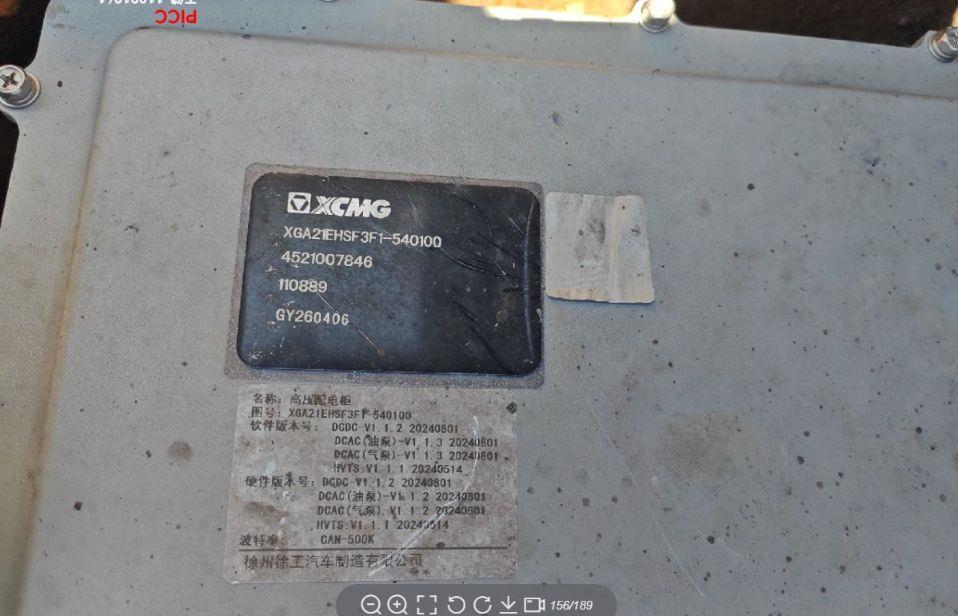 PICC
XCMG
XGA21EHSF3F1-540100
4521007846
110889
GY260406
名称：高压配电柜
图号：XGA21EHSF3F1-540100
软件版本号： DCDC-V1.1.2 20240801
DCAC(油泵)-V1.1.3 20240801
DCAC(气泵)-V1.1.3 20240801
HVTS:V1.1.1 20240514
硬件版本号：DCDC-V1.1.2 20240801
DCAC(油泵)-V1.1.2 20240801
DCAC(气泵)-V1.1.2 20240801
HVTS:V1.1.1 20240514
波特率： CAN-500K
徐州徐工汽车制造有限公司
156/189